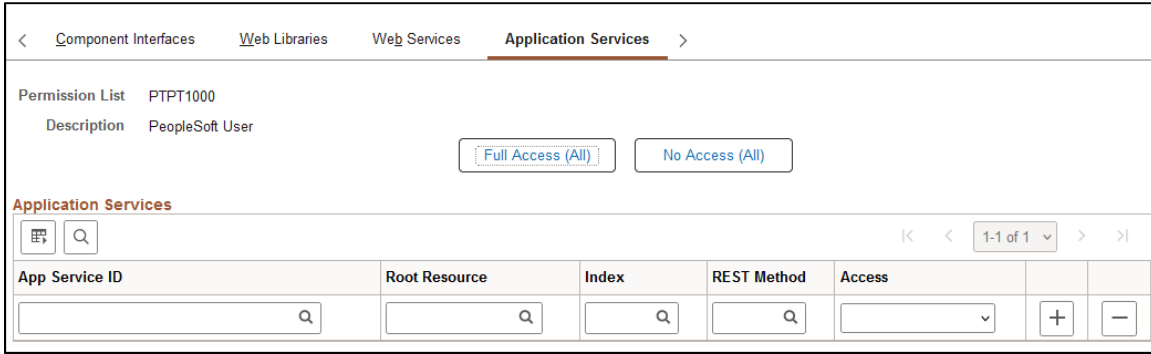 Component Interfaces Web Libraries Web Services Application Services
Permission List PTPT1000
Description PeopleSoft User
Full Access (All) No Access (All)
Application Services
1-1 of 1
App Service ID Root Resource Index REST Method Access